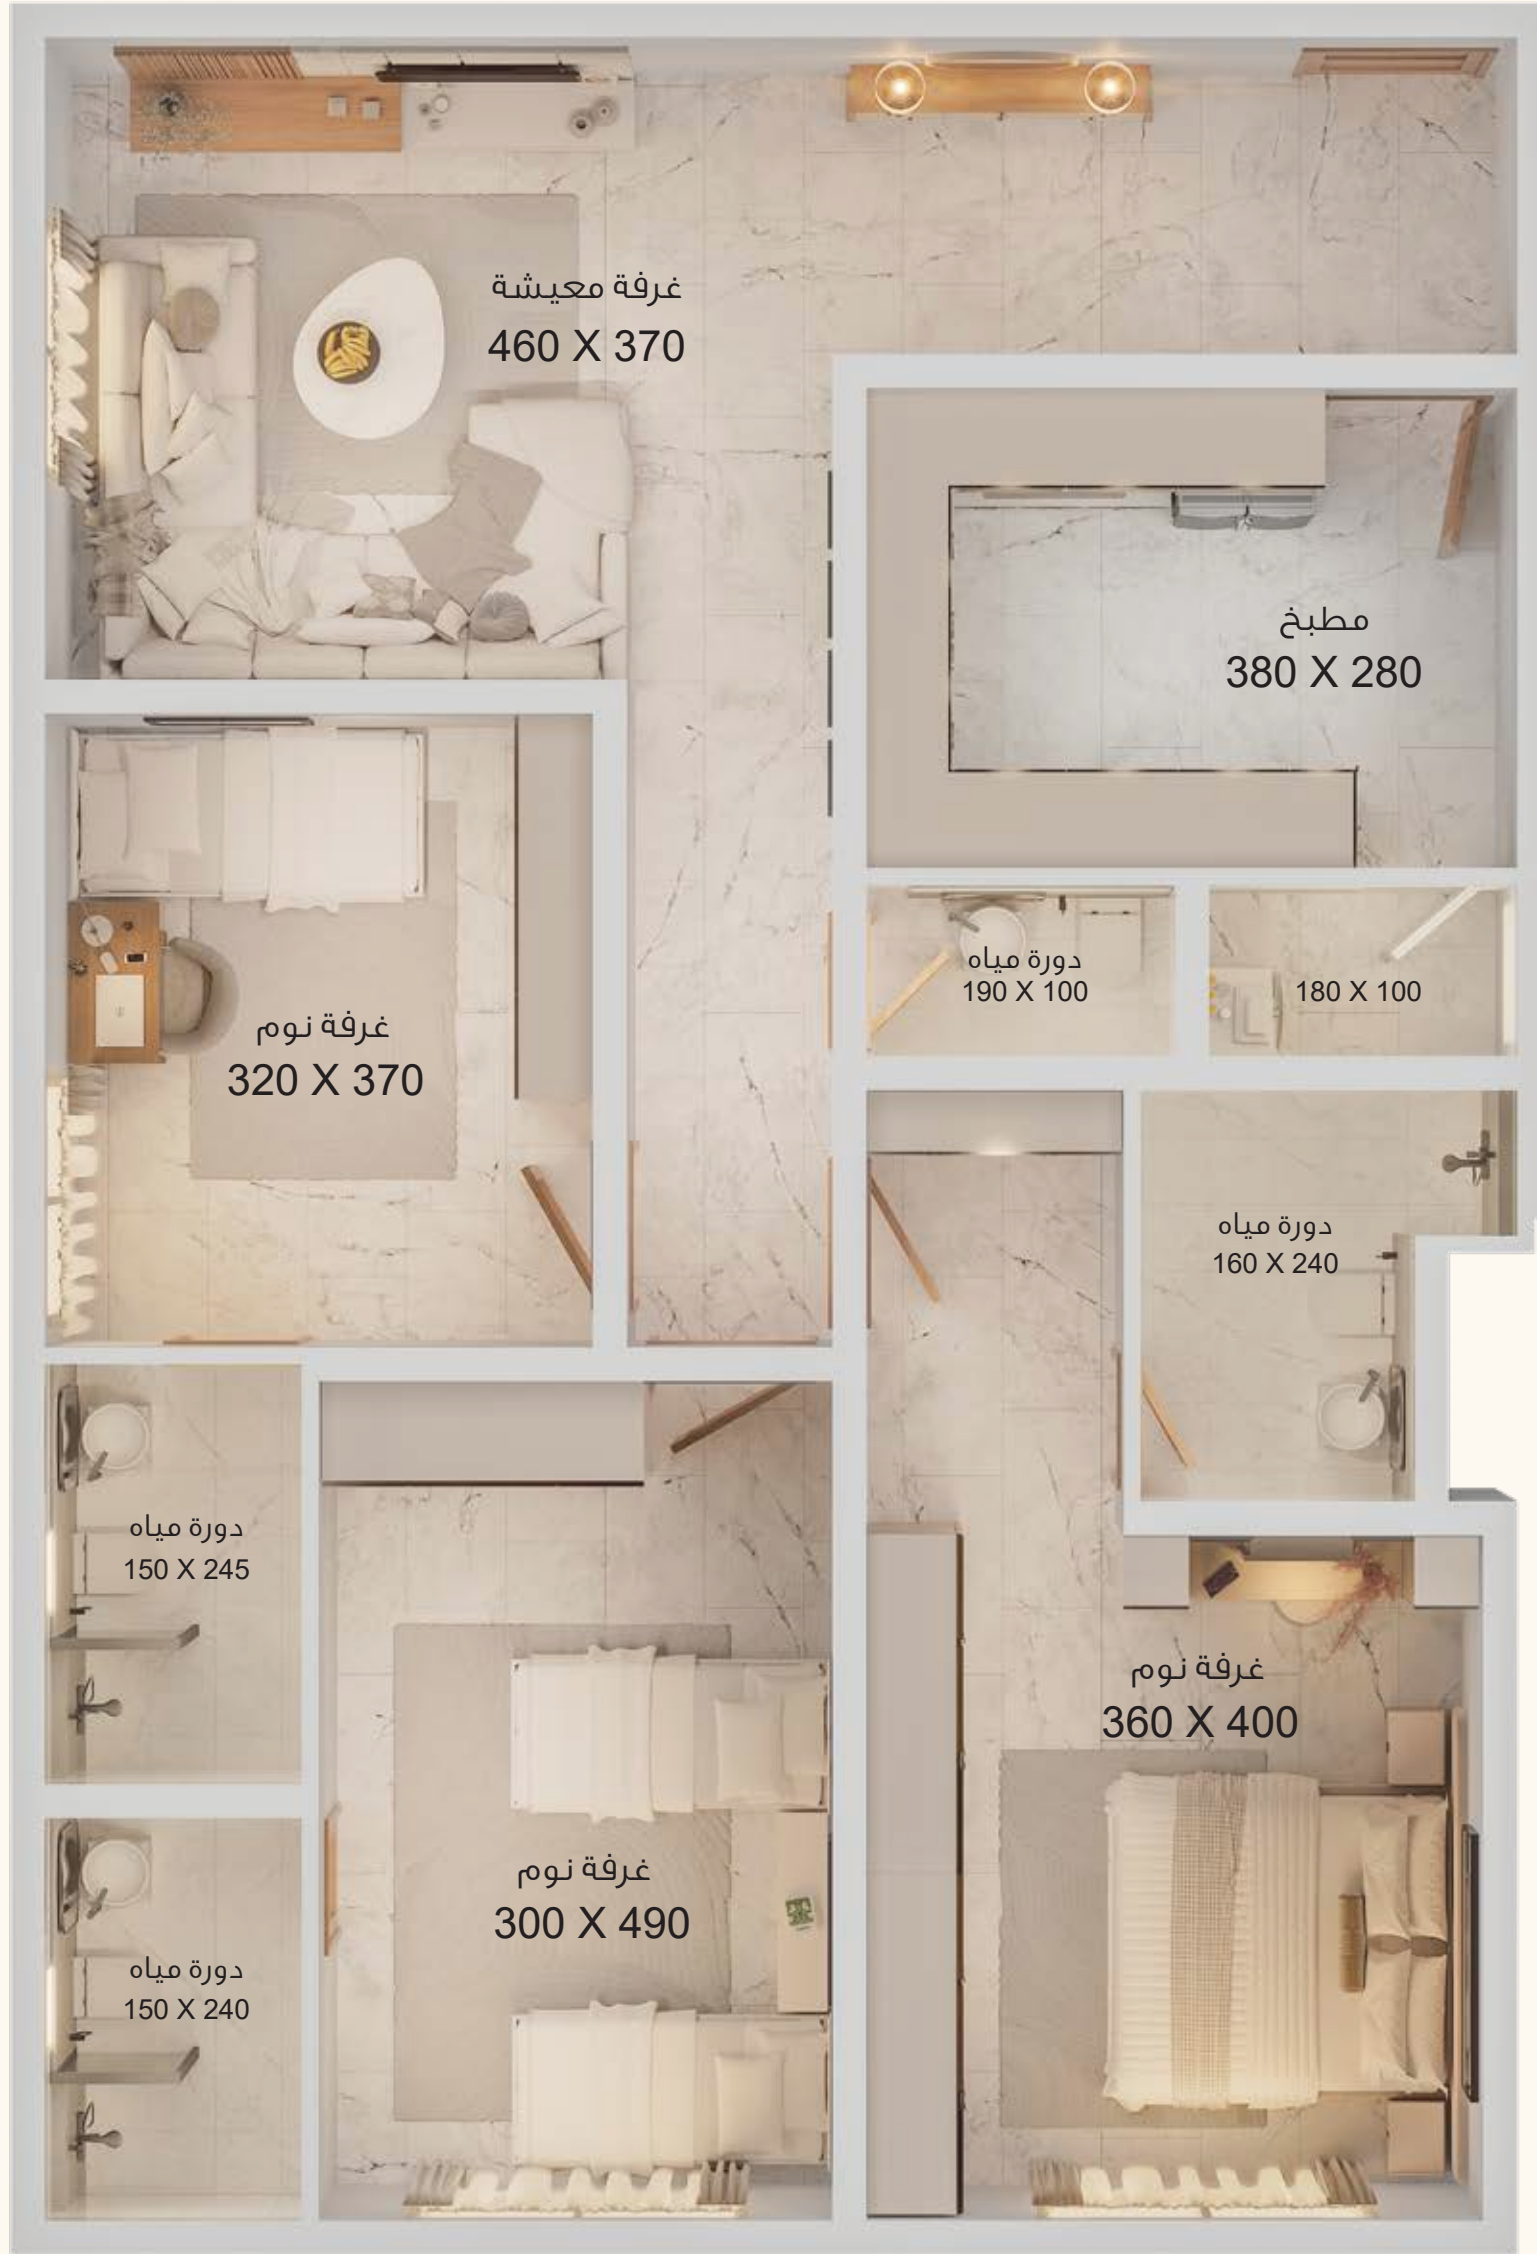 غرفة معيشة
460 X 370
مطبخ
380 X 280
دورة مياه
190 X 100
180 X 100
غرفة نوم
320 X 370
دورة مياه
160 X 240
دورة مياه
150 X 245
غرفة نوم
360 X 400
غرفة نوم
300 X 490
دورة مياه
150 X 240